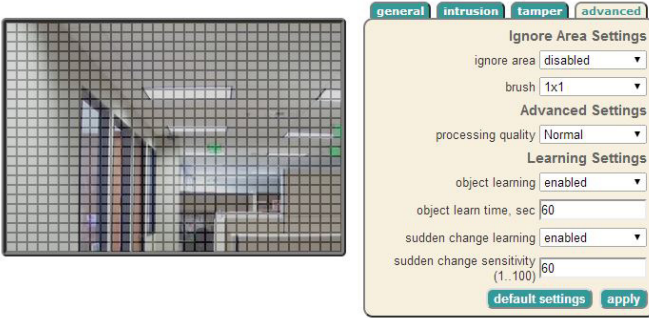 general intrusion tamper advanced
Ignore Area Settings
ignore area disabled
brush 1x1
Advanced Settings
processing quality Normal
Learning Settings
object learning enabled
object learn time, sec 60
sudden change learning enabled
sudden change sensitivity
(1..100) 60
default settings apply